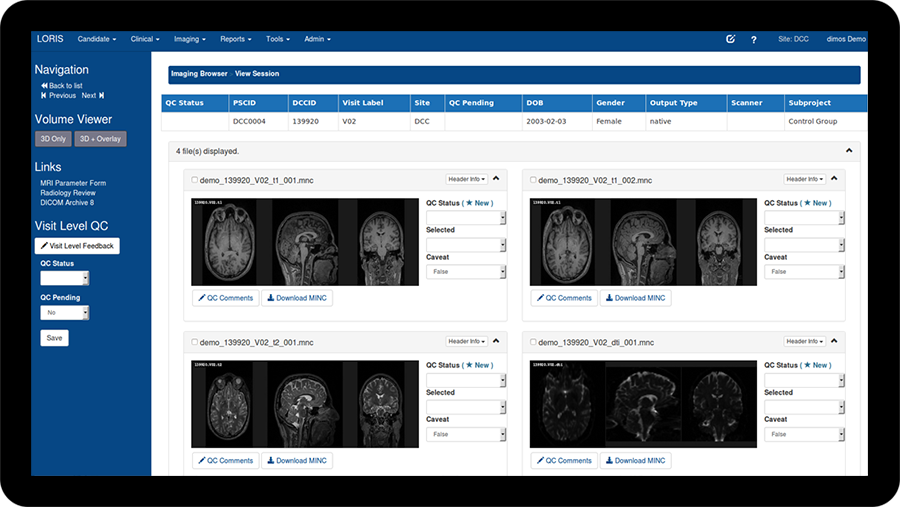 LORIS Candidate Clinical Imaging Reports Tools Admin ? Site: DCC dimos Demo
Navigation
Back to list
Previous Next
Volume Viewer
3D Only 3D + Overlay
Links
MRI Parameter Form
Radiology Review
DICOM Archive 8
Visit Level QC
Visit Level Feedback
QC Status
QC Pending
No
Save
Imaging Browser View Session
QC Status PSCID DCCID Visit Label Site QC Pending DOB Gender Output Type Scanner Subproject
DCC0004 139920 V02 DCC 2003-02-03 Female native Control Group
4 file(s) displayed.
demo_139920_V02_t1_001.mnc Header Info
QC Status ( ★ New )
Selected
Caveat
False
QC Comments Download MINC
demo_139920_V02_t1_002.mnc Header Info
QC Status ( ★ New )
Selected
Caveat
False
QC Comments Download MINC
demo_139920_V02_t2_001.mnc Header Info
QC Status ( ★ New )
Selected
Caveat
False
QC Comments Download MINC
demo_139920_V02_dti_001.mnc Header Info
QC Status ( ★ New )
Selected
Caveat
False
QC Comments Download MINC